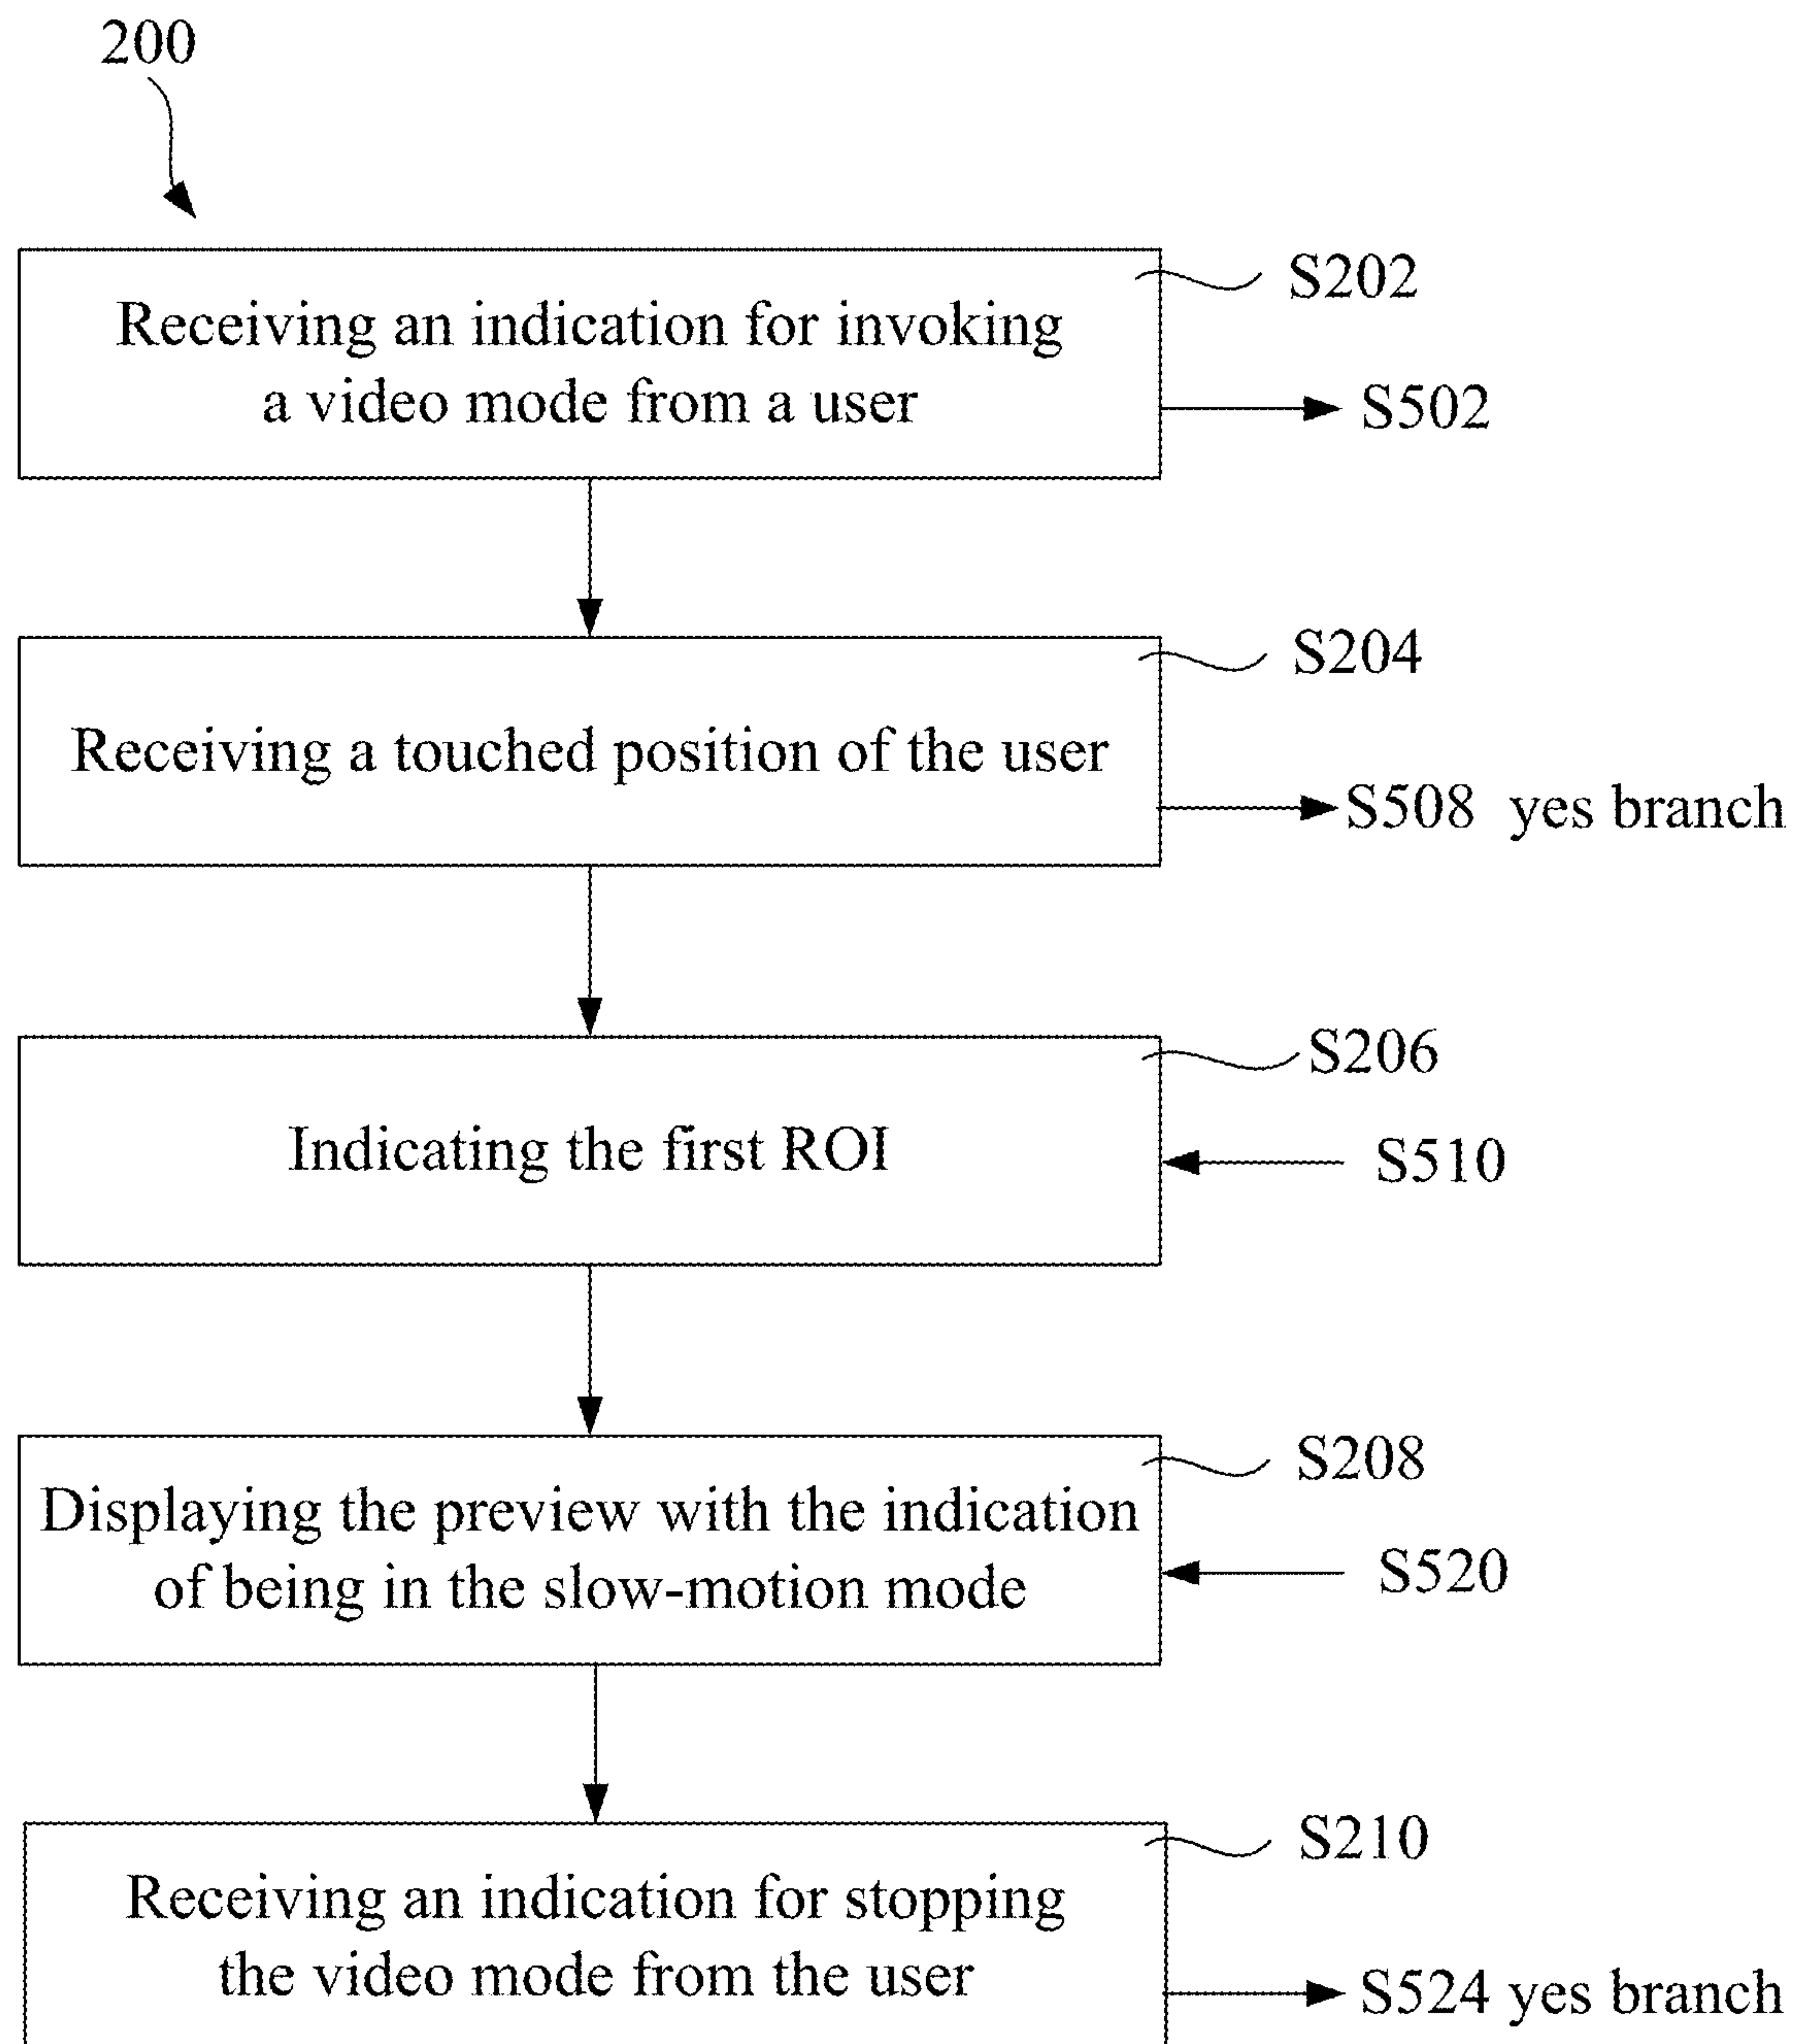 200
S202
Receiving an indication for invoking
a video mode from a user
S502
S204
Receiving a touched position of the user
S508 yes branch
S206
Indicating the first ROI
S510
S208
Displaying the preview with the indication
of being in the slow-motion mode
S520
S210
Receiving an indication for stopping
the video mode from the user
S524 yes branch